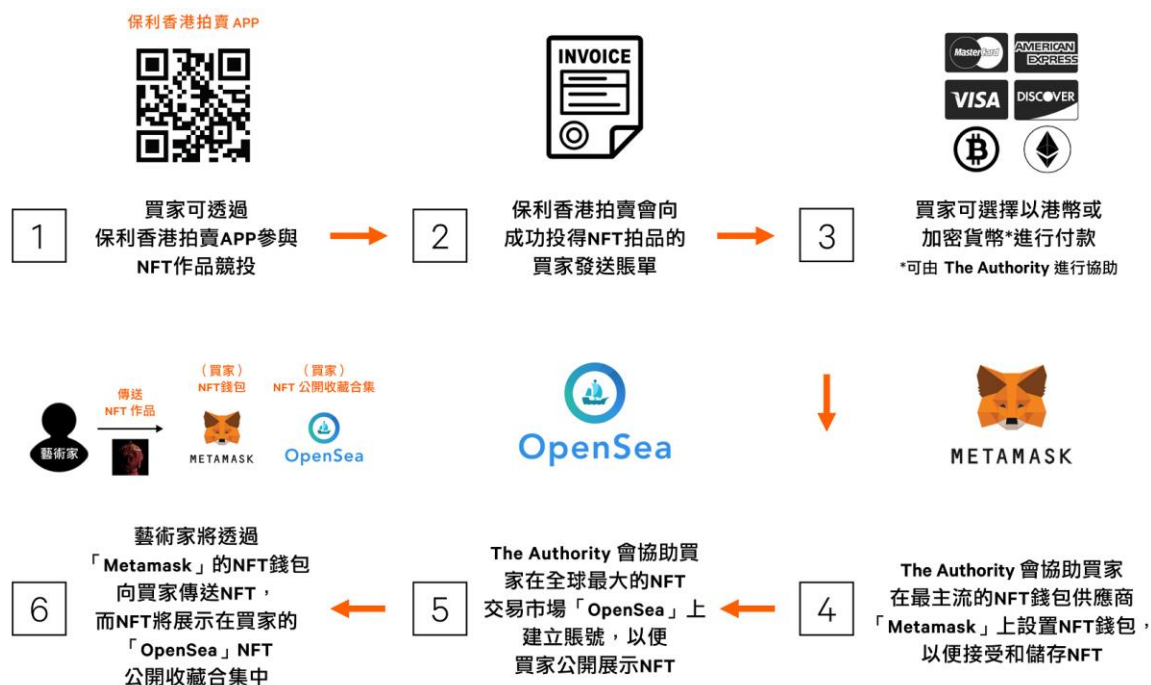 保利香港拍賣 APP
INVOICE
MasterCard
AMERICAN
EXPRESS
VISA
DISCOVER
1
買家可透過
保利香港拍賣APP參與
NFT作品競投
2
保利香港拍賣會向
成功投得NFT拍品的
買家發送賬單
3
買家可選擇以港幣或
加密貨幣*進行付款
*可由 The Authority 進行協助
METAMASK
4
The Authority 會協助買家
在最主流的NFT錢包供應商
「Metamask」上設置NFT錢包，
以便接受和儲存NFT
OpenSea
5
The Authority 會協助買
家在全球最大的NFT
交易市場「OpenSea」上
建立賬號，以便
買家公開展示NFT
藝術家
傳送
NFT 作品
（買家）
NFT錢包
METAMASK
（買家）
NFT 公開收藏合集
OpenSea
6
藝術家將透過
「Metamask」的NFT錢包
向買家傳送NFT，
而NFT將展示在買家的
「OpenSea」NFT
公開收藏合集中